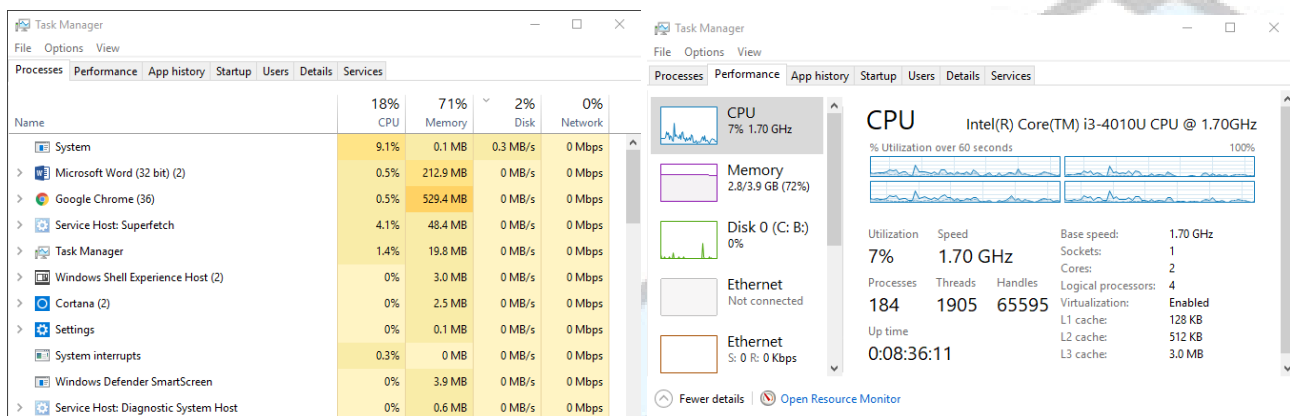 Task Manager
File Options View
Processes Performance App history Startup Users Details Services
18% 71% 2% 0%
Name CPU Memory Disk Network
System 9.1% 0.1 MB 0.3 MB/s 0 Mbps
Microsoft Word (32 bit) (2) 0.5% 212.9 MB 0 MB/s 0 Mbps
Google Chrome (36) 0.5% 529.4 MB 0 MB/s 0 Mbps
Service Host: Superfetch 4.1% 48.4 MB 0 MB/s 0 Mbps
Task Manager 1.4% 19.8 MB 0 MB/s 0 Mbps
Windows Shell Experience Host (2) 0% 3.0 MB 0 MB/s 0 Mbps
Cortana (2) 0% 2.5 MB 0 MB/s 0 Mbps
Settings 0% 0.1 MB 0 MB/s 0 Mbps
System interrupts 0.3% 0 MB 0 MB/s 0 Mbps
Windows Defender SmartScreen 0% 3.9 MB 0 MB/s 0 Mbps
Service Host: Diagnostic System Host 0% 0.6 MB 0 MB/s 0 Mbps
Task Manager
File Options View
Processes Performance App history Startup Users Details Services
CPU
7% 1.70 GHz
Memory
2.8/3.9 GB (72%)
Disk 0 (C: B:)
0%
Ethernet
Not connected
Ethernet
S: 0 R: 0 Kbps
CPU Intel(R) Core(TM) i3-4010U CPU @ 1.70GHz
% Utilization over 60 seconds 100%
Utilization Speed
7% 1.70 GHz
Processes Threads Handles
184 1905 65595
Up time
0:08:36:11
Base speed: 1.70 GHz
Sockets: 1
Cores: 2
Logical processors: 4
Virtualization: Enabled
L1 cache: 128 KB
L2 cache: 512 KB
L3 cache: 3.0 MB
Fewer details Open Resource Monitor